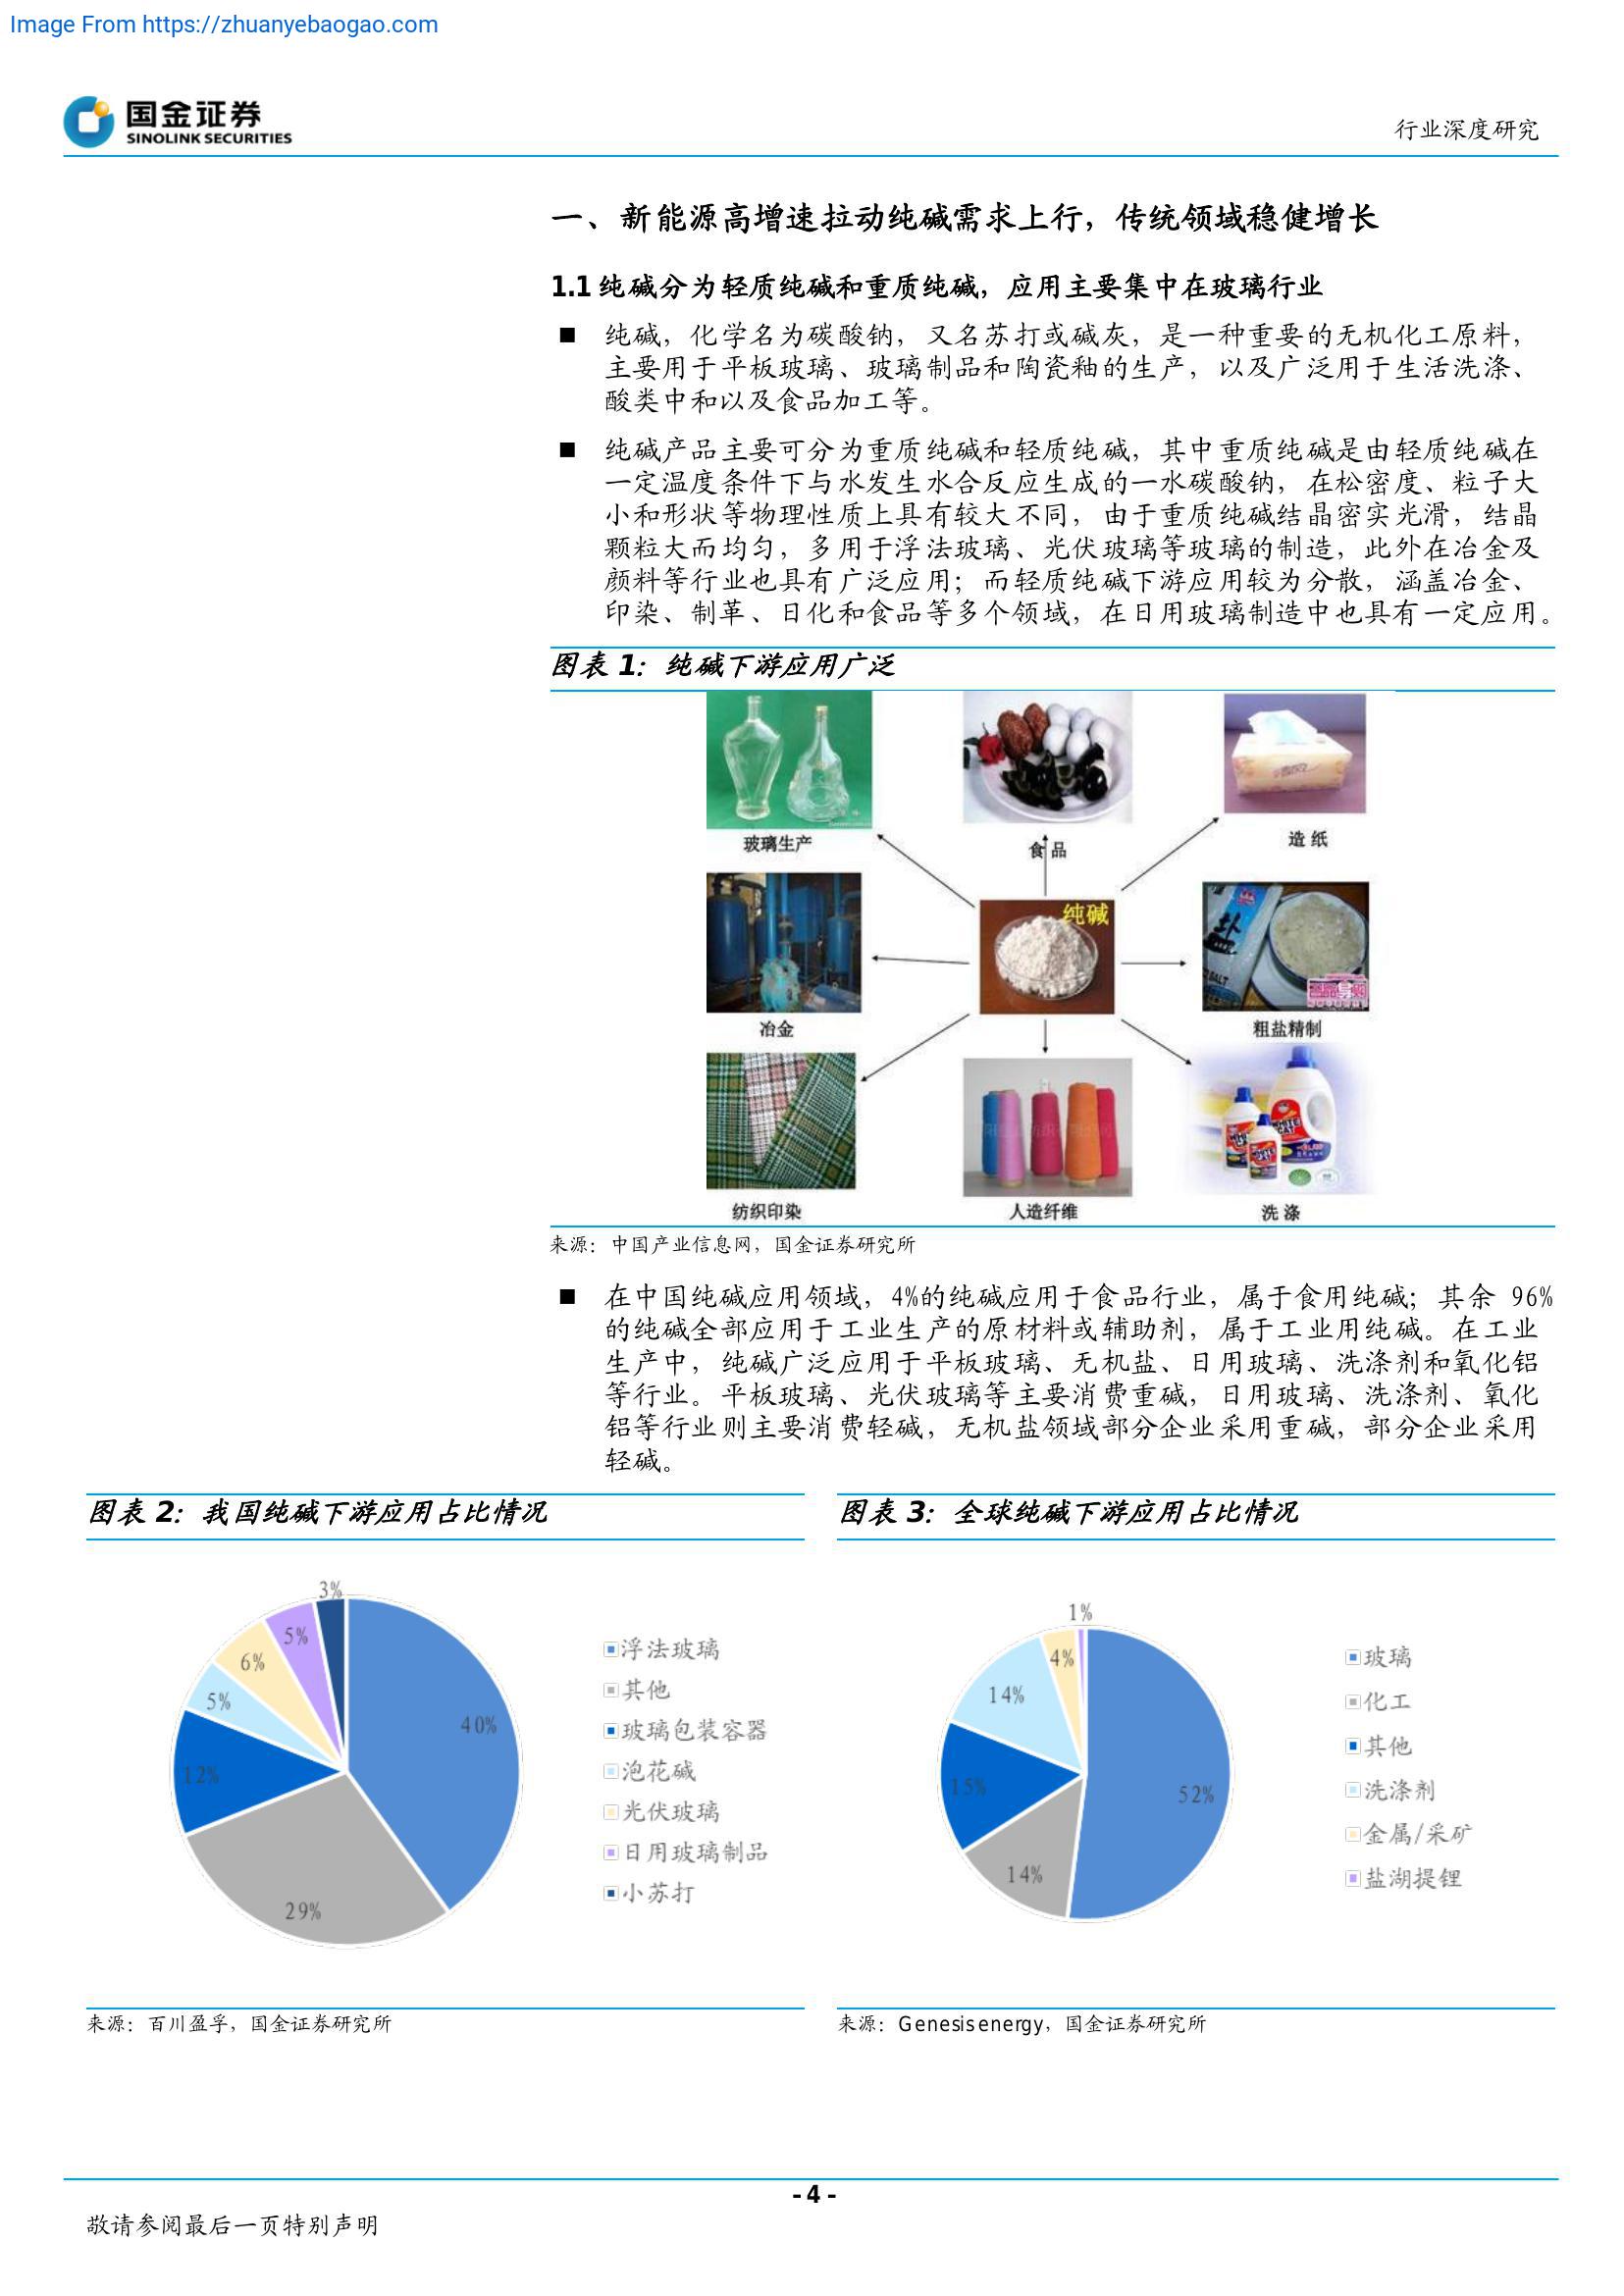 Image From https://zhuanyebaogao.com
国金证券
SINOLINK SECURITIES
行业深度研究
一、新能源高增速拉动纯碱需求上行，传统领域稳健增长
1.1 纯碱分为轻质纯碱和重质纯碱，应用主要集中在玻璃行业
■ 纯碱，化学名为碳酸钠，又名苏打或碱灰，是一种重要的无机化工原料，
主要用于平板玻璃、玻璃制品和陶瓷釉的生产，以及广泛用于生活洗涤、
酸类中和以及食品加工等。
■ 纯碱产品主要可分为重质纯碱和轻质纯碱，其中重质纯碱是由轻质纯碱在
一定温度条件下与水发生水合反应生成的一水碳酸钠，在松密度、粒子大
小和形状等物理性质上具有较大不同，由于重质纯碱结晶密实光滑，结晶
颗粒大而均匀，多用于浮法玻璃、光伏玻璃等玻璃的制造，此外在冶金及
颜料等行业也具有广泛应用；而轻质纯碱下游应用较为分散，涵盖冶金、
印染、制革、日化和食品等多个领域，在日用玻璃制造中也具有一定应用。
图表 1：纯碱下游应用广泛
玻璃生产
食 品
造 纸
纯碱
冶金
粗盐精制
纺织印染
人造纤维
洗 涤
来源：中国产业信息网，国金证券研究所
■ 在中国纯碱应用领域，4%的纯碱应用于食品行业，属于食用纯碱；其余 96%
的纯碱全部应用于工业生产的原材料或辅助剂，属于工业用纯碱。在工业
生产中，纯碱广泛应用于平板玻璃、无机盐、日用玻璃、洗涤剂和氧化铝
等行业。平板玻璃、光伏玻璃等主要消费重碱，日用玻璃、洗涤剂、氧化
铝等行业则主要消费轻碱，无机盐领域部分企业采用重碱，部分企业采用
轻碱。
图表 2：我国纯碱下游应用占比情况
3%
5%
6%
5%
40%
12%
29%
浮法玻璃
其他
玻璃包装容器
泡花碱
光伏玻璃
日用玻璃制品
小苏打
来源：百川盈孚，国金证券研究所
图表 3：全球纯碱下游应用占比情况
1%
4%
14%
15%
52%
14%
玻璃
化工
其他
洗涤剂
金属/采矿
盐湖提锂
来源：Genesis energy，国金证券研究所
- 4 -
敬请参阅最后一页特别声明